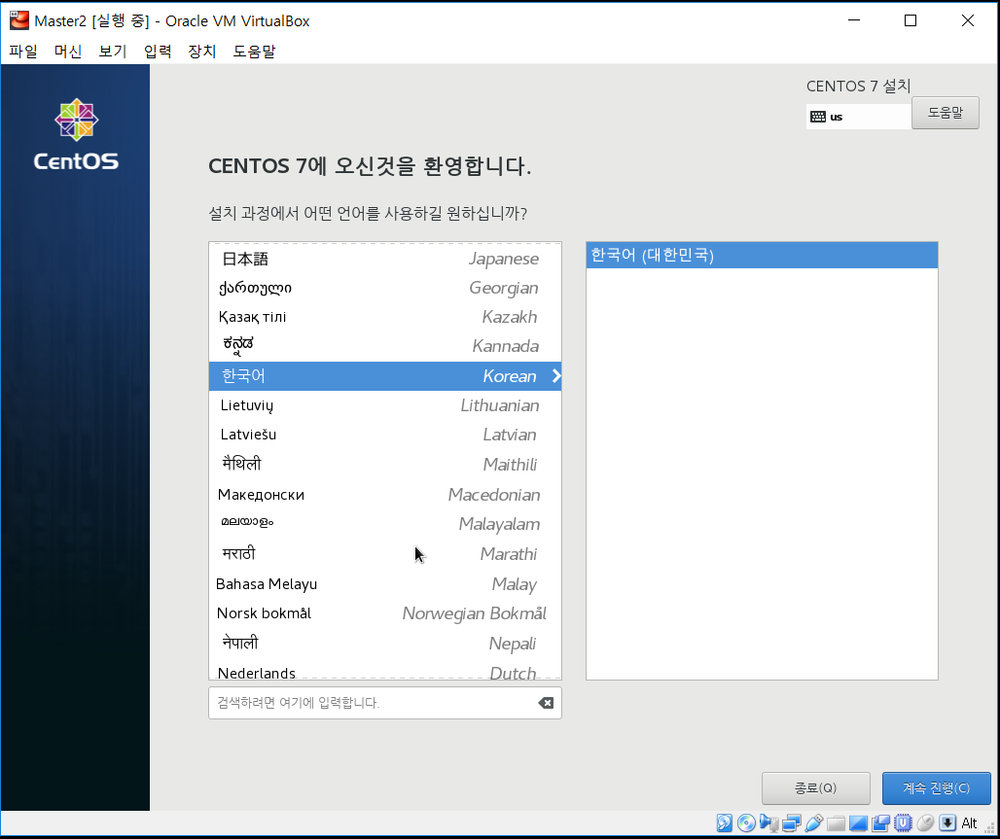 Master2 [실행 중] - Oracle VM VirtualBox
파일 머신 보기 입력 장치 도움말
CentOS
CENTOS 7 설치
us 도움말
CENTOS 7에 오신것을 환영합니다.
설치 과정에서 어떤 언어를 사용하길 원하십니까?
日本語 Japanese
ქართული Georgian
Қазақ тілі Kazakh
ಕನ್ನಡ Kannada
한국어 Korean
Lietuvių Lithuanian
Latviešu Latvian
मैथिली Maithili
Македонски Macedonian
മലയാളം Malayalam
मराठी Marathi
Bahasa Melayu Malay
Norsk bokmål Norwegian Bokmål
नेपाली Nepali
Nederlands Dutch
한국어 (대한민국)
검색하려면 여기에 입력합니다.
종료(Q) 계속 진행(C)
Alt